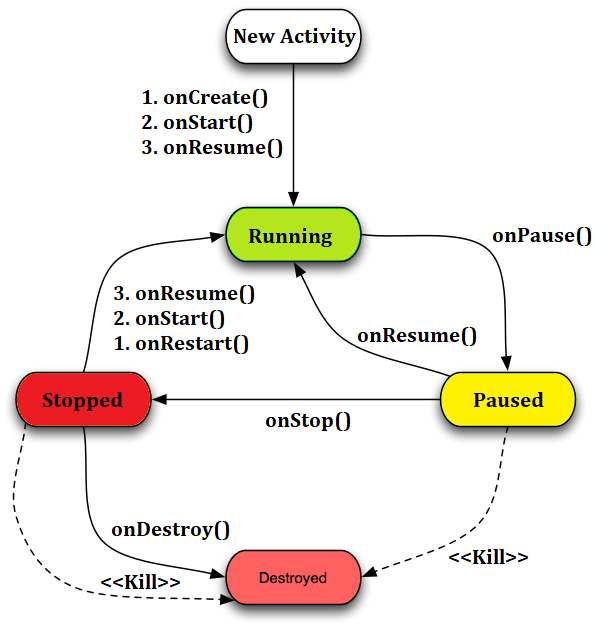 New Activity
1. onCreate()
2. onStart()
3. onResume()
Running
onPause()
3. onResume()
2. onStart()
1. onRestart()
onResume()
Stopped
Paused
onStop()
onDestroy()
<<Kill>>
<<Kill>>
Destroyed